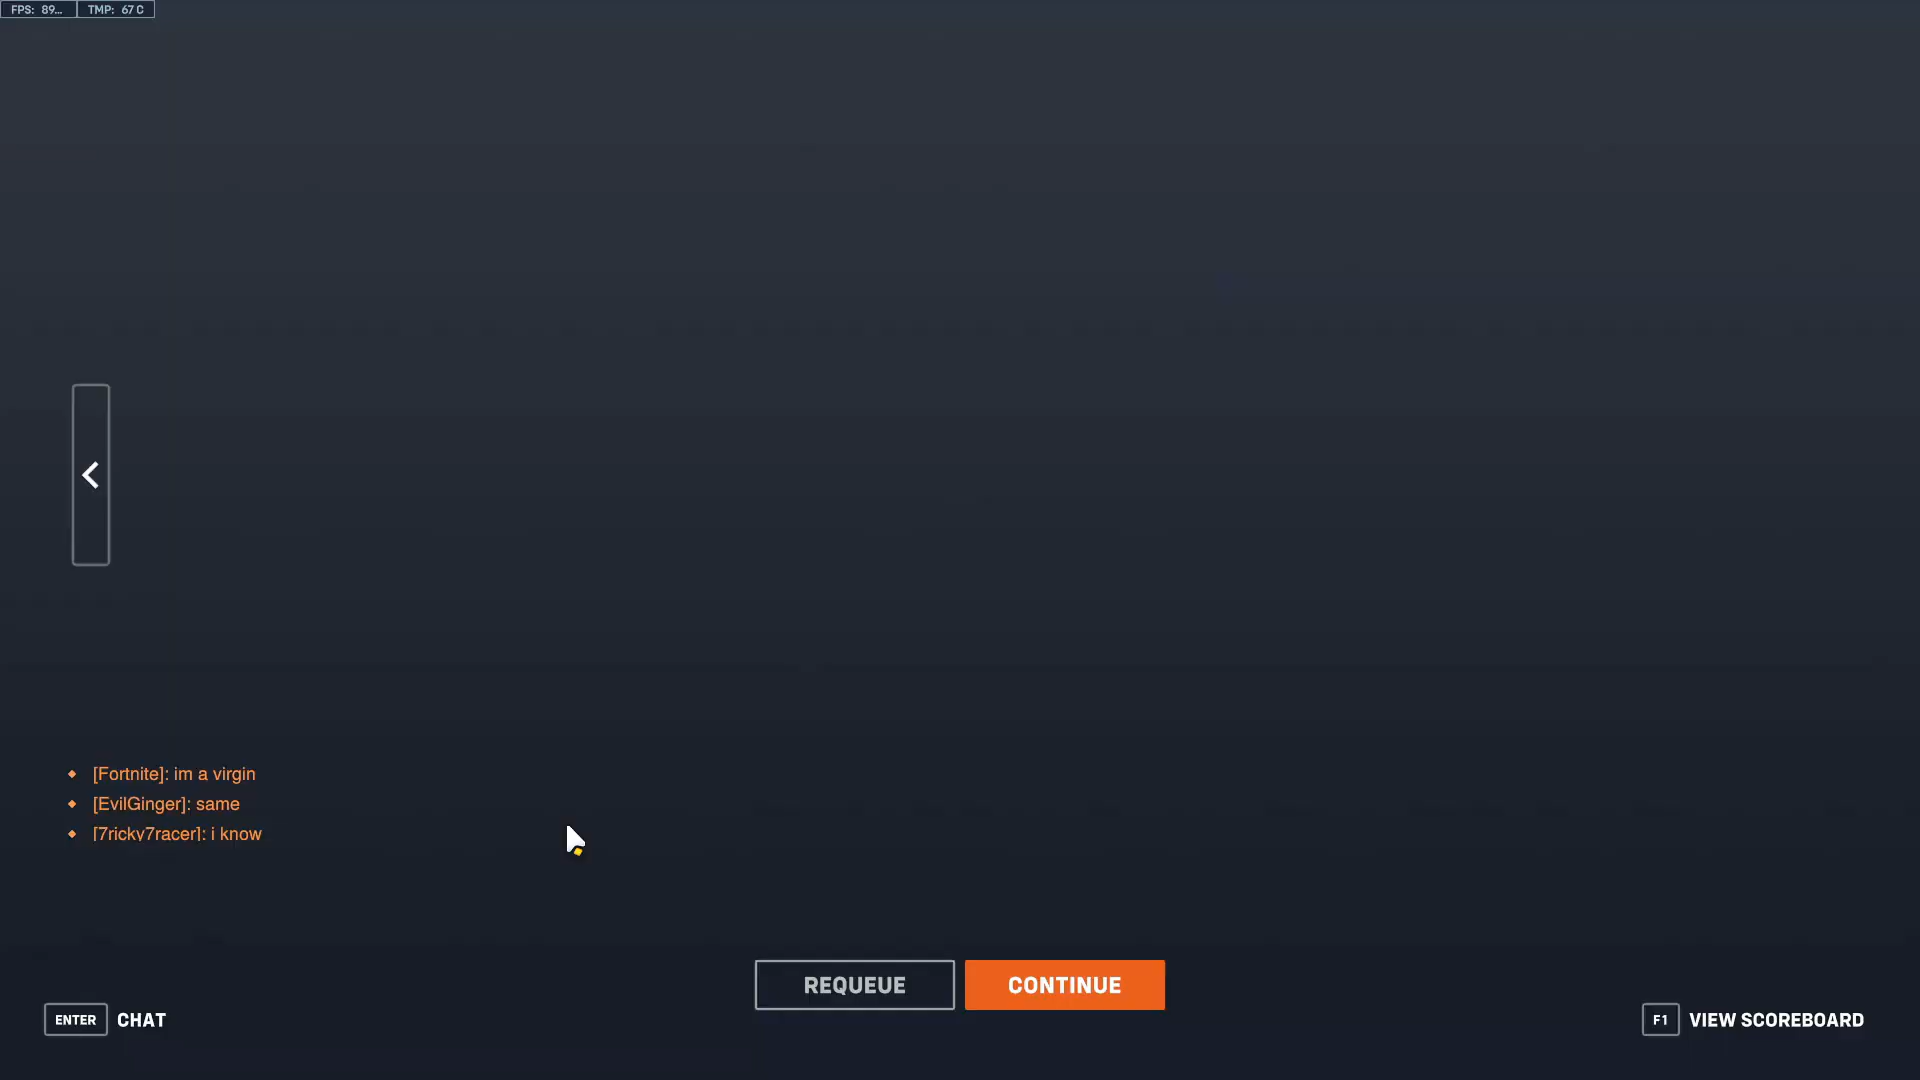 FPS: 89... TMP: 67 C
[Fortnite]: im a virgin
[EvilGinger]: same
[7ricky7racer]: i know
REQUEUE CONTINUE
ENTER CHAT F1 VIEW SCOREBOARD